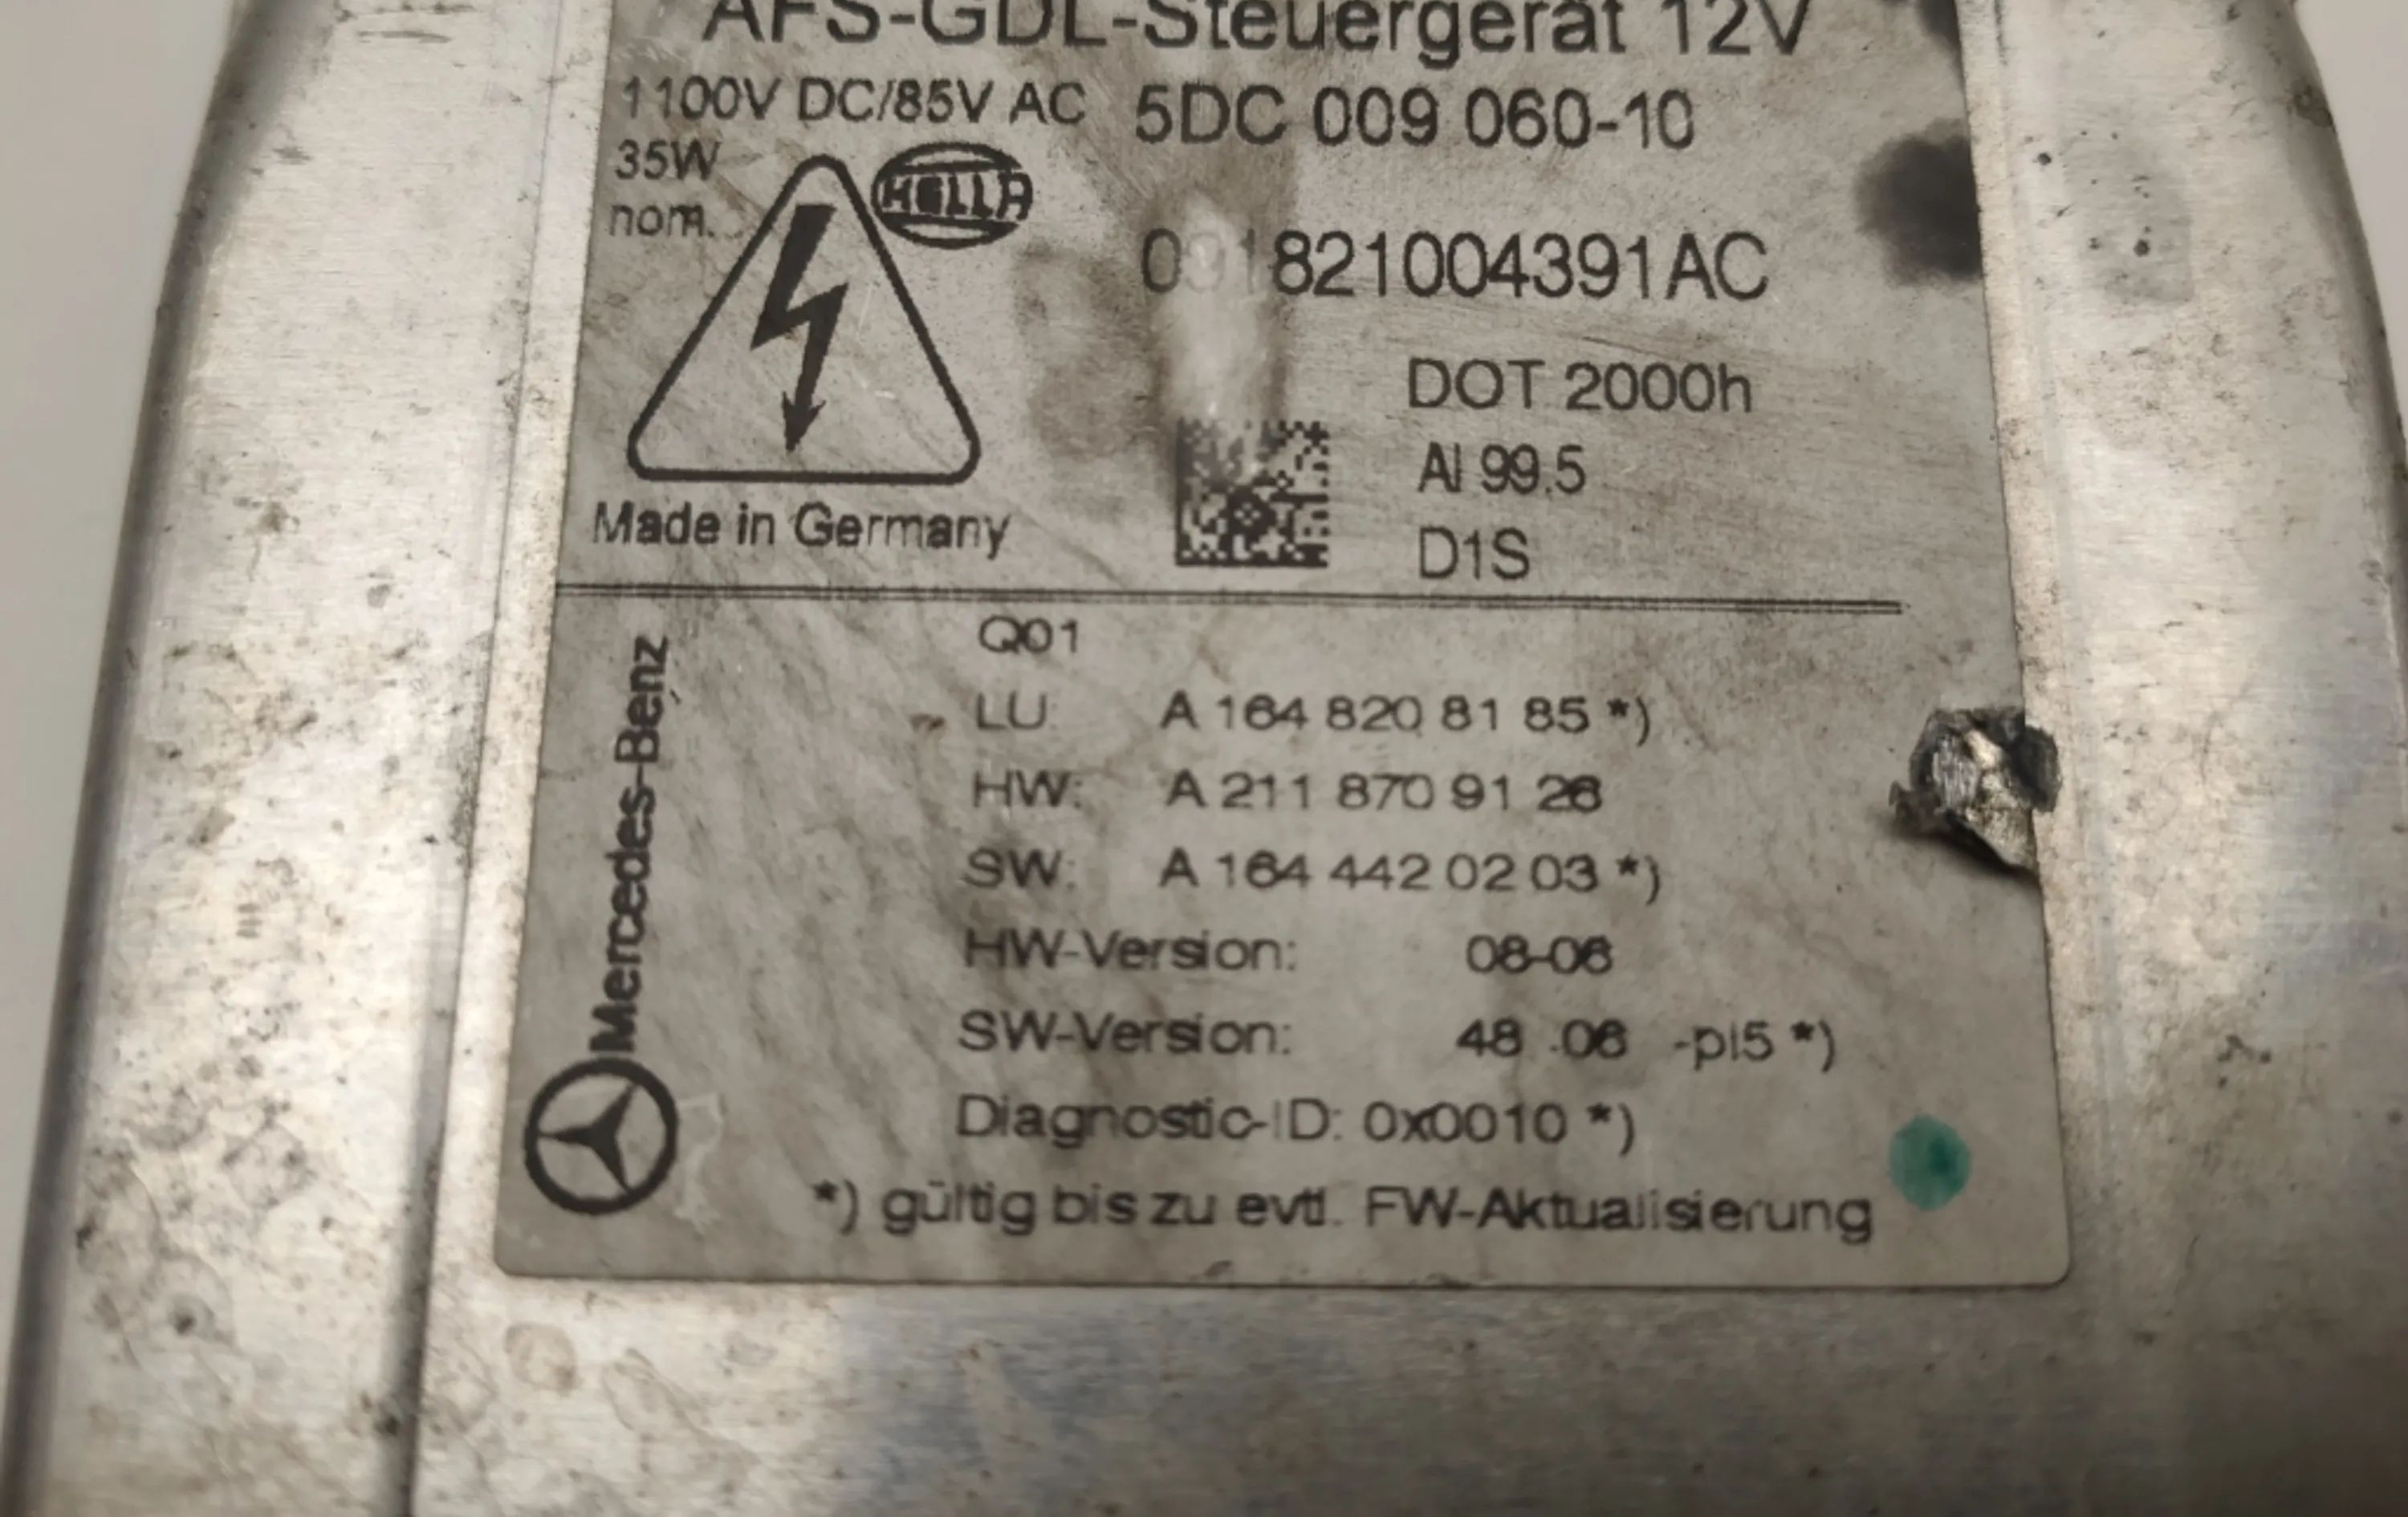 AFS-GDL-Steuergerät 12V
1100V DC/85V AC 5DC 009 060-10
35W
nom.
HELLA
091821004391AC
DOT 2000h
Al 99.5
D1S
Made in Germany
Mercedes-Benz
Q01
LU A 164 820 81 85 *)
HW: A 211 870 91 26
SW: A 164 442 02 03 *)
HW-Version: 08-06
SW-Version: 48 .06 -pl5 *)
Diagnostic-ID: 0x0010 *)
*) gültig bis zu evtl. FW-Aktualisierung